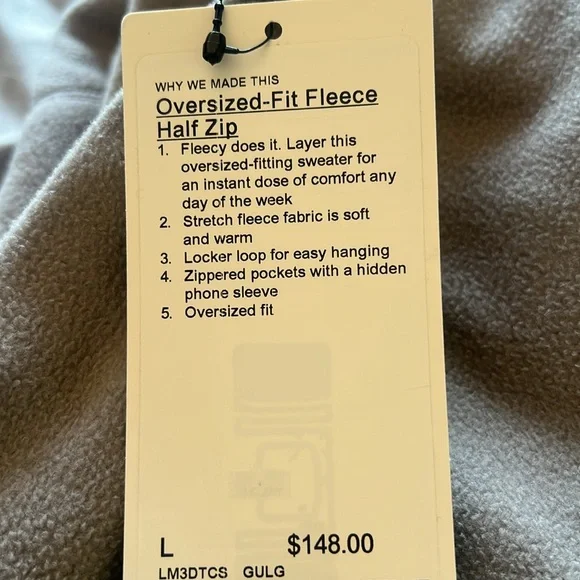 WHY WE MADE THIS
Oversized-Fit Fleece
Half Zip
1. Fleecy does it. Layer this
oversized-fitting sweater for
an instant dose of comfort any
day of the week
2. Stretch fleece fabric is soft
and warm
3. Locker loop for easy hanging
4. Zippered pockets with a hidden
phone sleeve
5. Oversized fit
L $148.00
LM3DTCS GULG